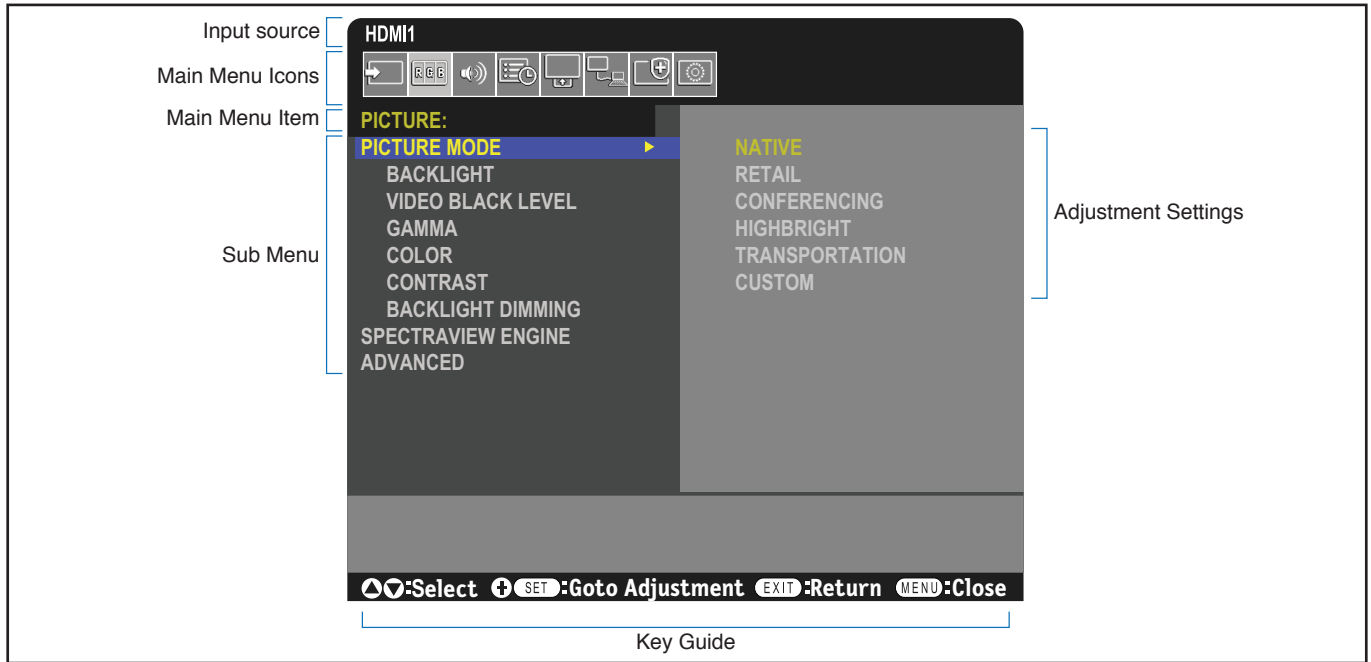 Input source
HDMI1
Main Menu Icons
RGB
Main Menu Item
PICTURE:
Sub Menu
PICTURE MODE
BACKLIGHT
VIDEO BLACK LEVEL
GAMMA
COLOR
CONTRAST
BACKLIGHT DIMMING
SPECTRAVIEW ENGINE
ADVANCED
NATIVE
RETAIL
CONFERENCING
HIGHBRIGHT
TRANSPORTATION
CUSTOM
Adjustment Settings
:Select SET:Goto Adjustment EXIT:Return MENU:Close
Key Guide